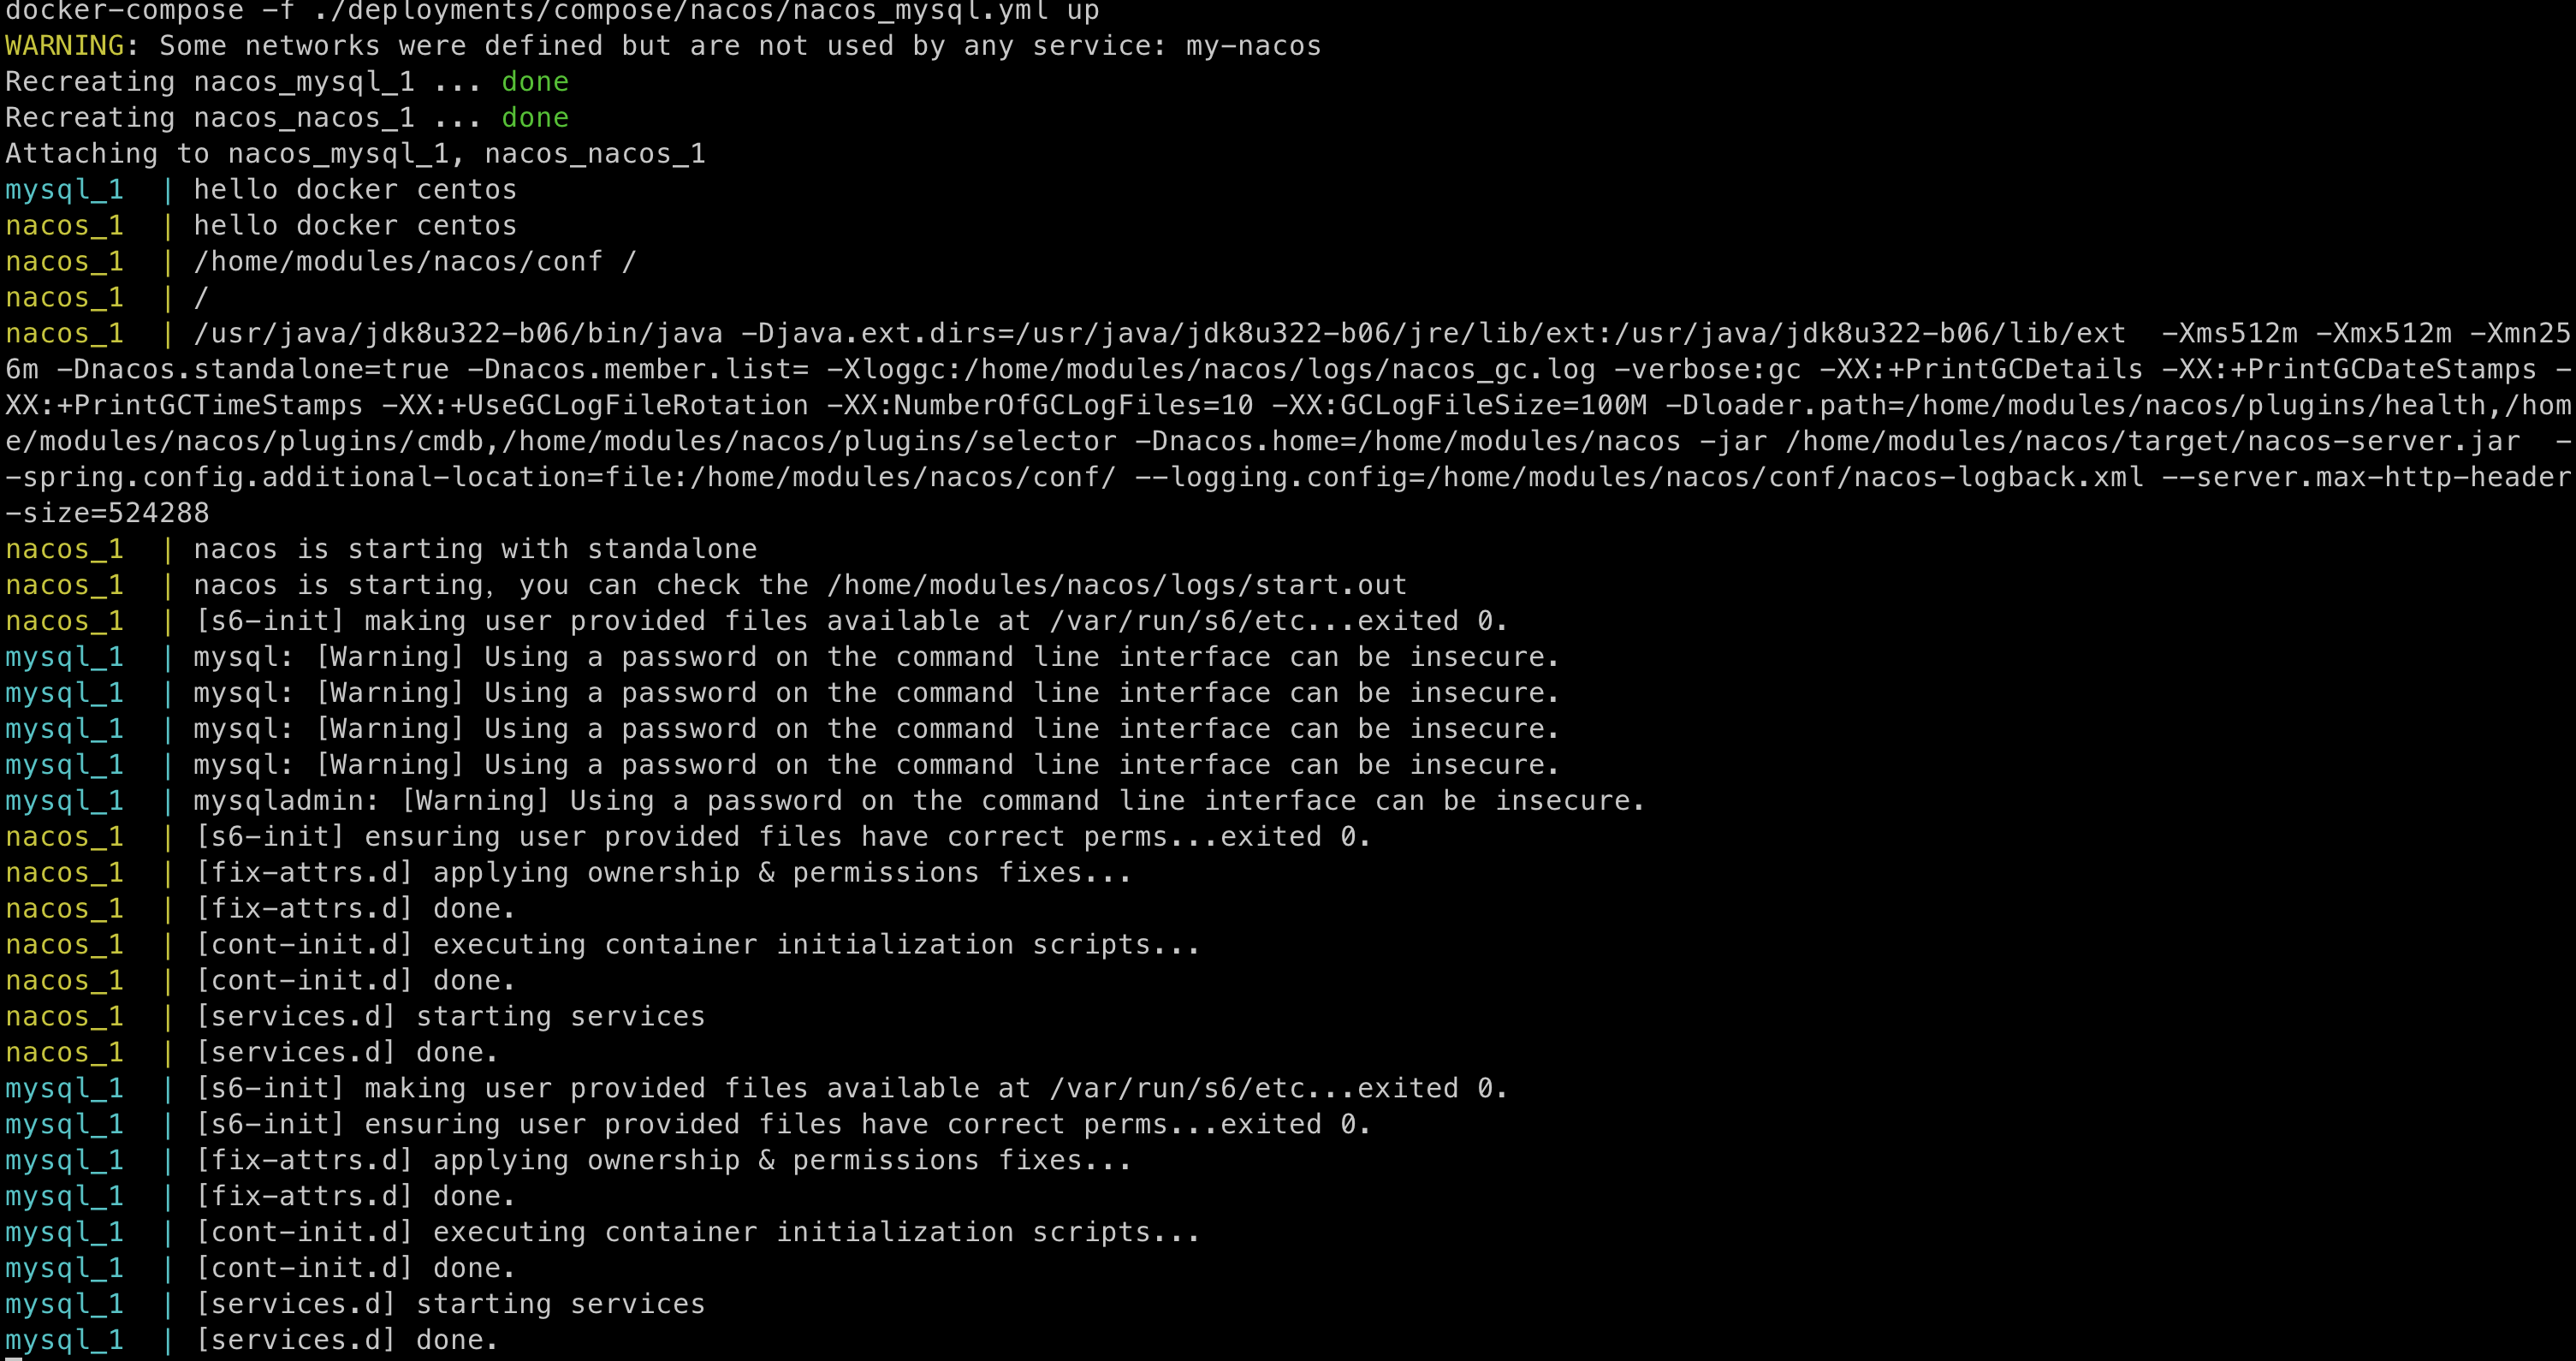 docker-compose -f ./deployments/compose/nacos/nacos_mysql.yml up
WARNING: Some networks were defined but are not used by any service: my-nacos
Recreating nacos_mysql_1 ... done
Recreating nacos_nacos_1 ... done
Attaching to nacos_mysql_1, nacos_nacos_1
mysql_1  | hello docker centos
nacos_1  | hello docker centos
nacos_1  | /home/modules/nacos/conf /
nacos_1  | /
nacos_1  | /usr/java/jdk8u322-b06/bin/java -Djava.ext.dirs=/usr/java/jdk8u322-b06/jre/lib/ext:/usr/java/jdk8u322-b06/lib/ext  -Xms512m -Xmx512m -Xmn25
6m -Dnacos.standalone=true -Dnacos.member.list= -Xloggc:/home/modules/nacos/logs/nacos_gc.log -verbose:gc -XX:+PrintGCDetails -XX:+PrintGCDateStamps -
XX:+PrintGCTimeStamps -XX:+UseGCLogFileRotation -XX:NumberOfGCLogFiles=10 -XX:GCLogFileSize=100M -Dloader.path=/home/modules/nacos/plugins/health,/hom
e/modules/nacos/plugins/cmdb,/home/modules/nacos/plugins/selector -Dnacos.home=/home/modules/nacos -jar /home/modules/nacos/target/nacos-server.jar  -
-spring.config.additional-location=file:/home/modules/nacos/conf/ --logging.config=/home/modules/nacos/conf/nacos-logback.xml --server.max-http-header
-size=524288
nacos_1  | nacos is starting with standalone
nacos_1  | nacos is starting, you can check the /home/modules/nacos/logs/start.out
nacos_1  | [s6-init] making user provided files available at /var/run/s6/etc...exited 0.
mysql_1  | mysql: [Warning] Using a password on the command line interface can be insecure.
mysql_1  | mysql: [Warning] Using a password on the command line interface can be insecure.
mysql_1  | mysql: [Warning] Using a password on the command line interface can be insecure.
mysql_1  | mysql: [Warning] Using a password on the command line interface can be insecure.
mysql_1  | mysqladmin: [Warning] Using a password on the command line interface can be insecure.
nacos_1  | [s6-init] ensuring user provided files have correct perms...exited 0.
nacos_1  | [fix-attrs.d] applying ownership & permissions fixes...
nacos_1  | [fix-attrs.d] done.
nacos_1  | [cont-init.d] executing container initialization scripts...
nacos_1  | [cont-init.d] done.
nacos_1  | [services.d] starting services
nacos_1  | [services.d] done.
mysql_1  | [s6-init] making user provided files available at /var/run/s6/etc...exited 0.
mysql_1  | [s6-init] ensuring user provided files have correct perms...exited 0.
mysql_1  | [fix-attrs.d] applying ownership & permissions fixes...
mysql_1  | [fix-attrs.d] done.
mysql_1  | [cont-init.d] executing container initialization scripts...
mysql_1  | [cont-init.d] done.
mysql_1  | [services.d] starting services
mysql_1  | [services.d] done.